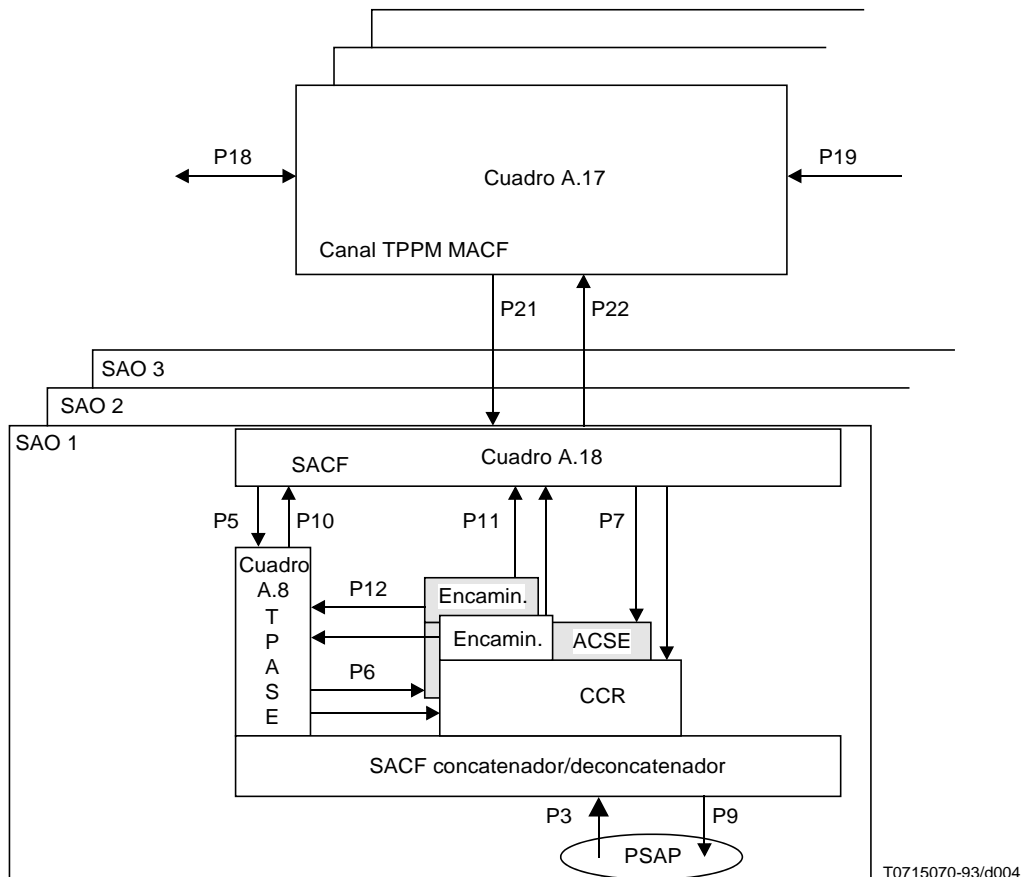 P18
P19
Cuadro A.17
Canal TPPM MACF
P21
P22
SAO 3
SAO 2
SAO 1
Cuadro A.18
SACF
P5
P10
P11
P7
Cuadro
A.8
T
P
A
S
E
P12
Encamin.
Encamin.
ACSE
P6
CCR
SACF concatenador/deconcatenador
P3
P9
PSAP
T0715070-93/d004